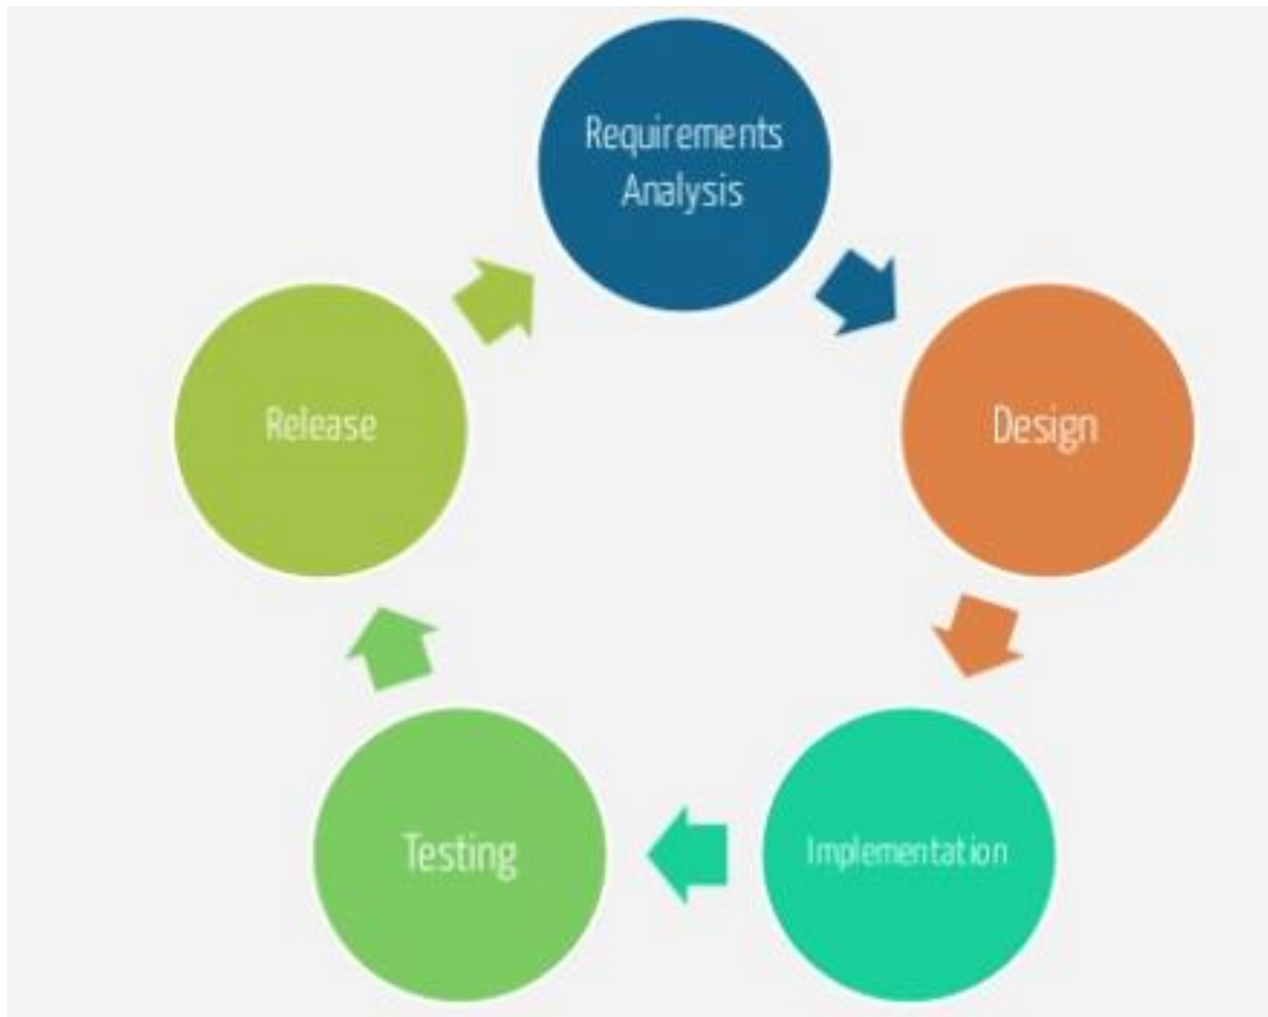 Requirements
Analysis
Design
Implementation
Testing
Release